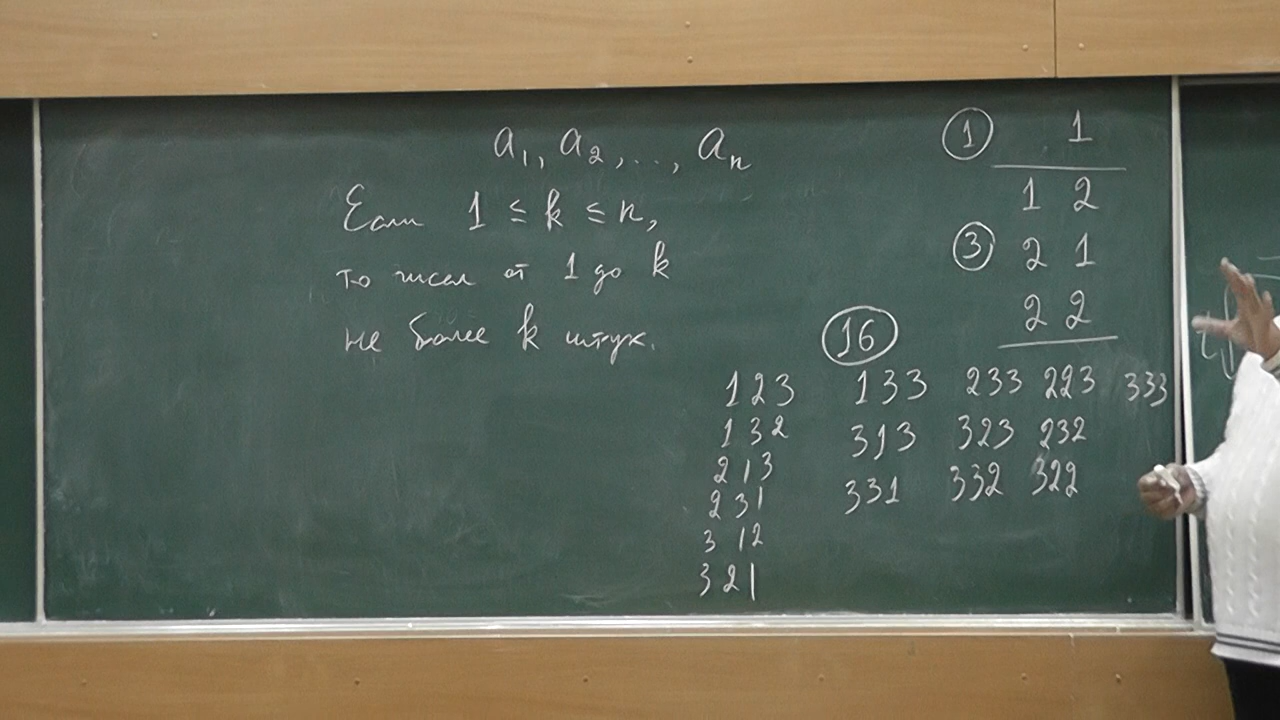 a₁, a₂, ..., aₙ
Если 1 ≤ k ≤ n,
то чисел от 1 до k
не более k штук.
① 1
1 2
③ 2 1
2 2
⑯
123 133 233 223 333
132 313 323 232
213 331 332 322
231
312
321